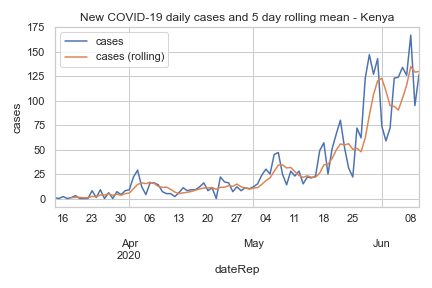 New COVID-19 daily cases and 5 day rolling mean - Kenya
175
150
125
100
75
50
25
0
cases
cases
cases (rolling)
16 23 30 06 13 20 27 04 11 18 25 08
Apr May Jun
2020
dateRep